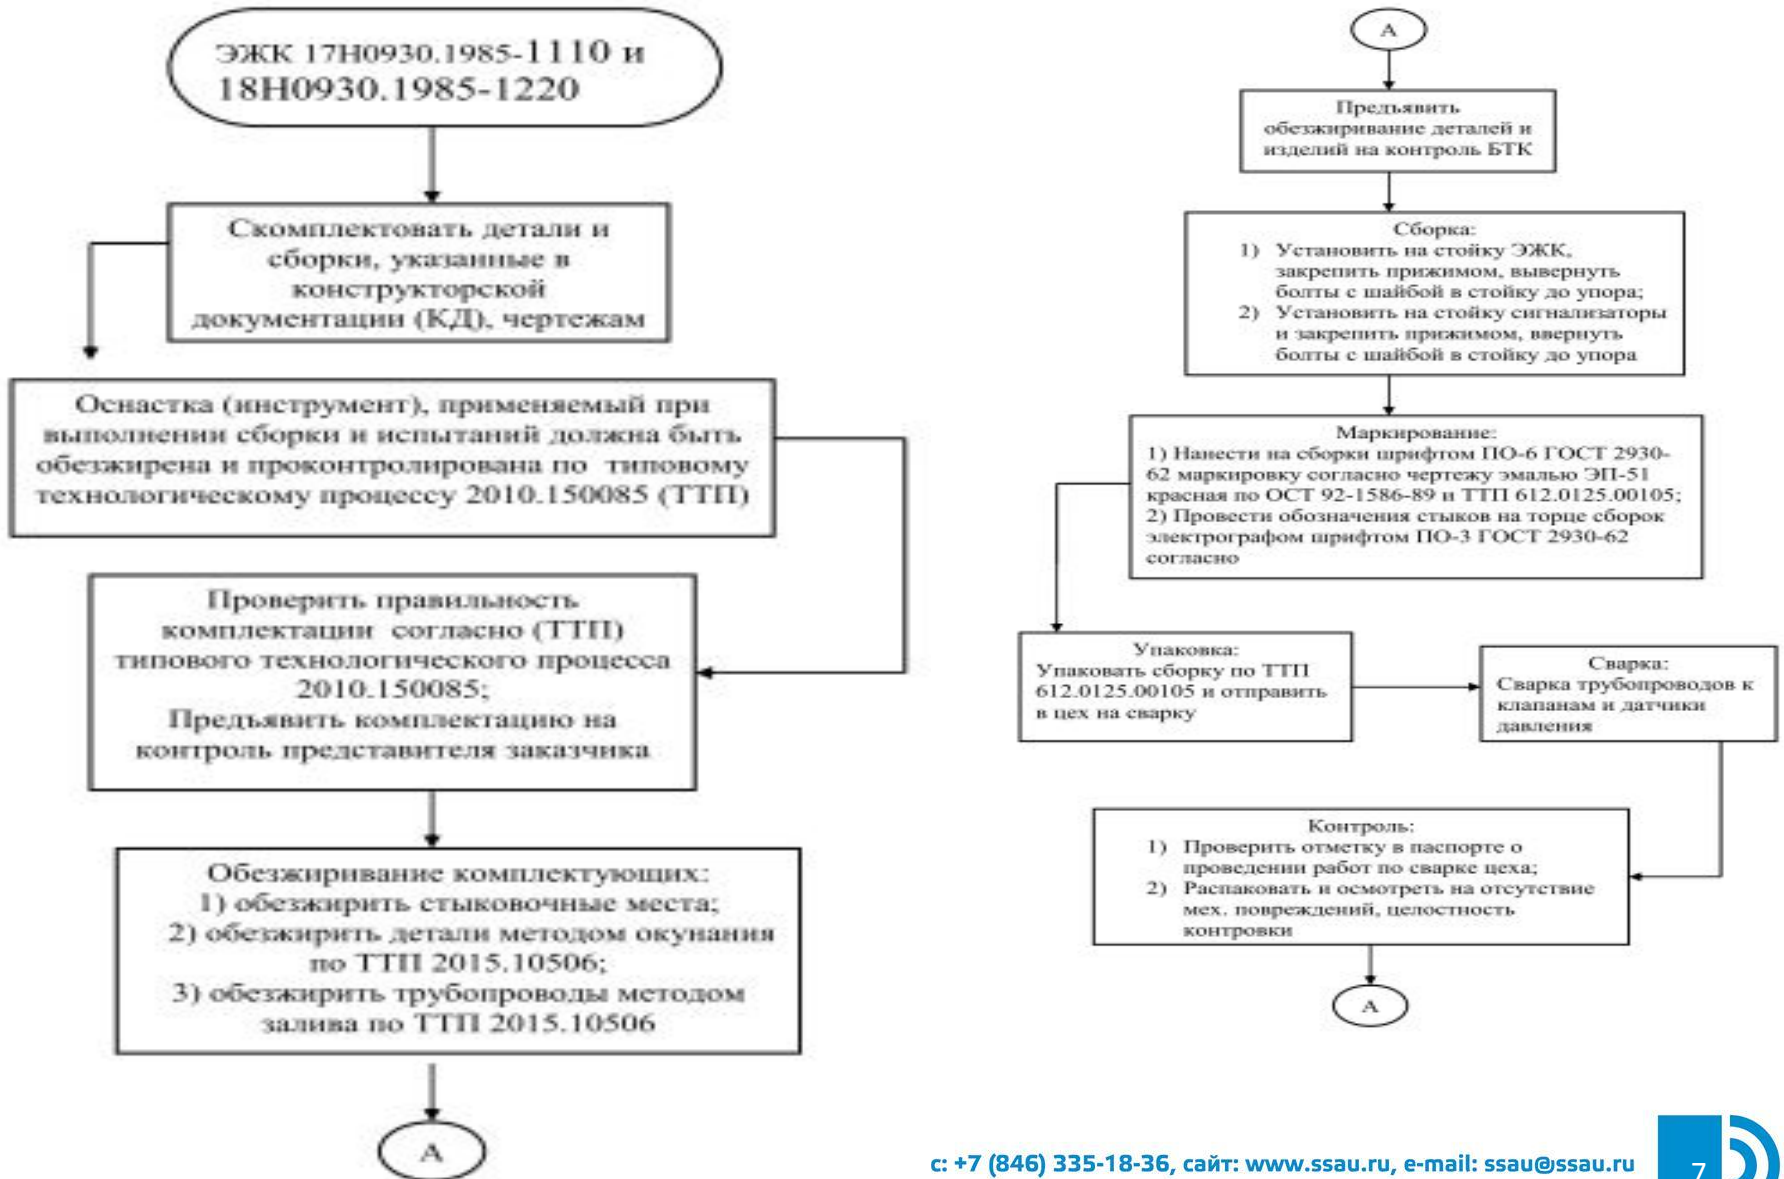 ЭЖК 17Н0930.1985-1110 и
18Н0930.1985-1220
Скомплектовать детали и
сборки, указанные в
конструкторской
документации (КД), чертежам
Оснастка (инструмент), применяемый при
выполнении сборки и испытаний должна быть
обезжирена и проконтролирована по типовому
технологическому процессу 2010.150085 (ТТП)
Проверить правильность
комплектации согласно (ТТП)
типового технологического процесса
2010.150085;
Предъявить комплектацию на
контроль представителя заказчика
Обезжиривание комплектующих:
1) обезжирить стыковочные места;
2) обезжирить детали методом окунания
по ТТП 2015.10506;
3) обезжирить трубопроводы методом
залива по ТТП 2015.10506
А
А
Предъявить
обезжиривание деталей и
изделий на контроль БТК
Сборка:
1) Установить на стойку ЭЖК,
закрепить прижимом, вывернуть
болты с шайбой в стойку до упора;
2) Установить на стойку сигнализаторы
и закрепить прижимом, ввернуть
болты с шайбой в стойку до упора
Маркирование:
1) Нанести на сборки шрифтом ПО-6 ГОСТ 2930-
62 маркировку согласно чертежу эмалью ЭП-51
красная по ОСТ 92-1586-89 и ТТП 612.0125.00105;
2) Провести обозначения стыков на торце сборок
электрографом шрифтом ПО-3 ГОСТ 2930-62
согласно
Упаковка:
Упаковать сборку по ТТП
612.0125.00105 и отправить
в цех на сварку
Сварка:
Сварка трубопроводов к
клапанам и датчики
давления
Контроль:
1) Проверить отметку в паспорте о
проведении работ по сварке цеха;
2) Распаковать и осмотреть на отсутствие
мех. повреждений, целостность
контровки
А
с: +7 (846) 335-18-36, сайт: www.ssau.ru, e-mail: ssau@ssau.ru
7